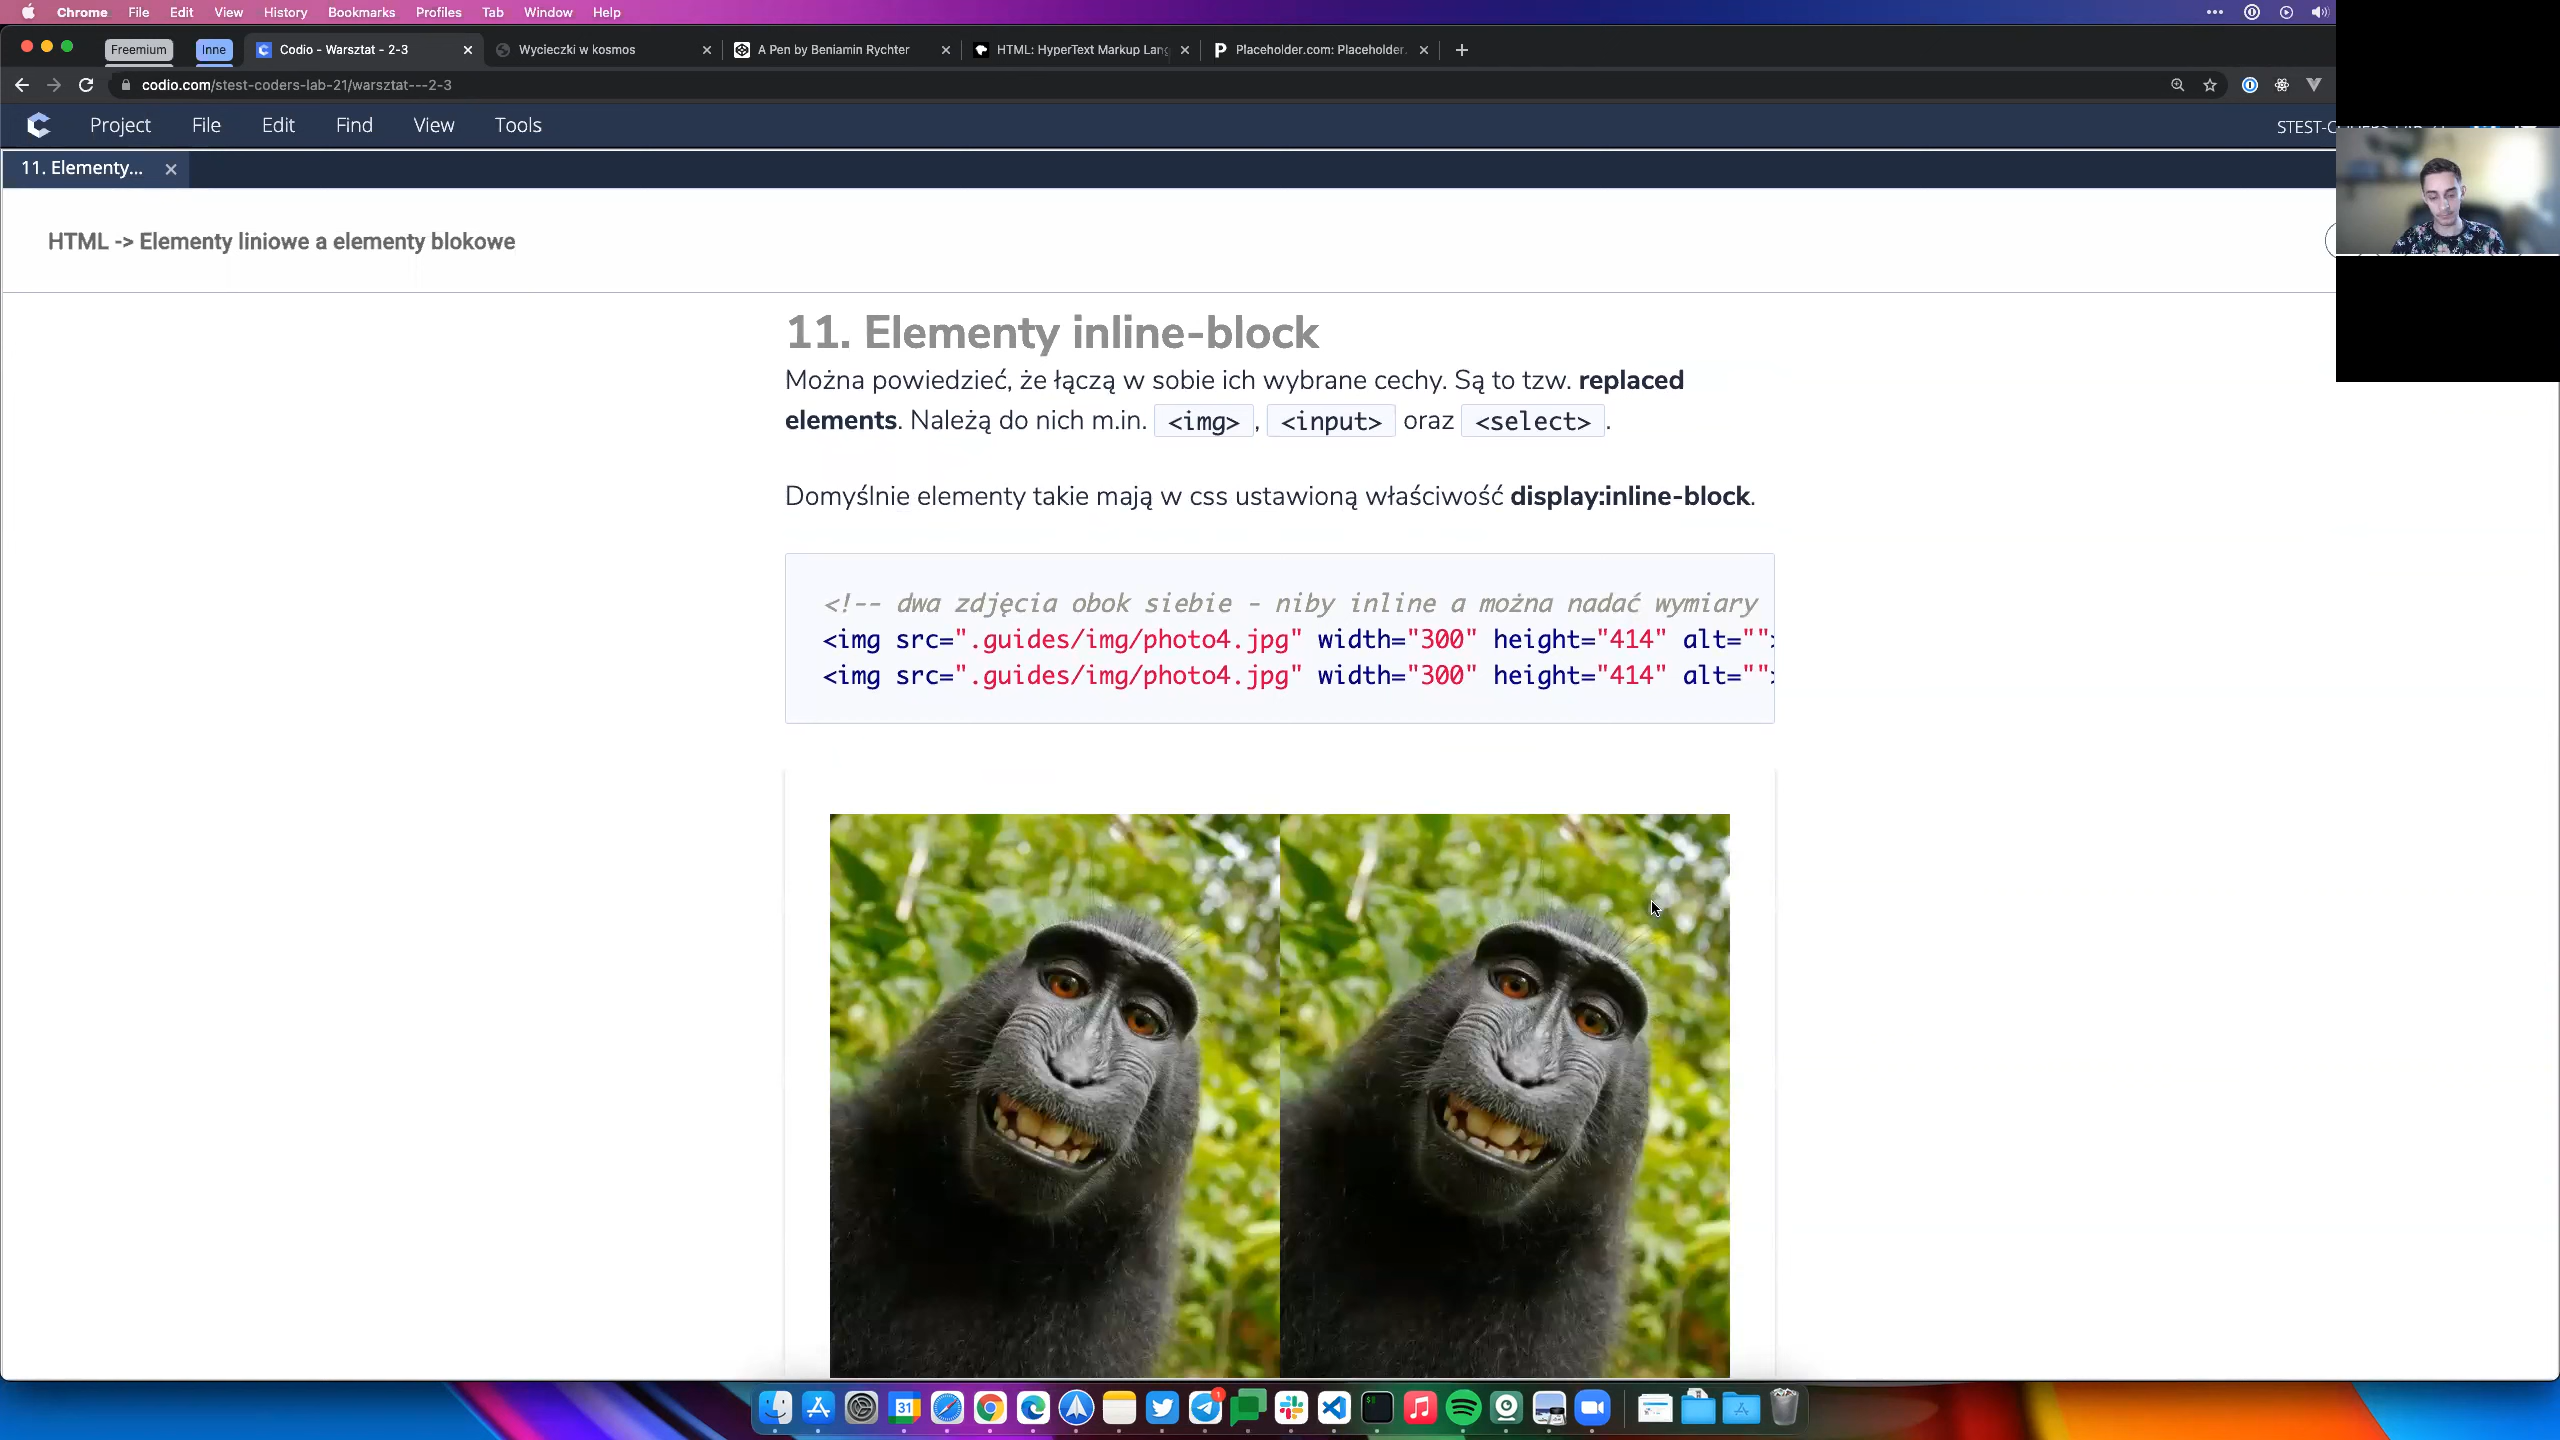 Chrome File Edit View History Bookmarks Profiles Tab Window Help
Freemium Inne Codio - Warsztat - 2-3 Wycieczki w kosmos A Pen by Beniamin Rychter HTML: HyperText Markup Lang Placeholder.com: Placeholder.
codio.com/stest-coders-lab-21/warsztat---2-3
Project File Edit Find View Tools
11. Elementy...
HTML -> Elementy liniowe a elementy blokowe
11. Elementy inline-block
Można powiedzieć, że łączą w sobie ich wybrane cechy. Są to tzw. replaced
elements. Należą do nich m.in. <img> , <input> oraz <select> .
Domyślnie elementy takie mają w css ustawioną właściwość display:inline-block.
<!-- dwa zdjęcia obok siebie - niby inline a można nadać wymiary
<img src=".guides/img/photo4.jpg" width="300" height="414" alt="">
<img src=".guides/img/photo4.jpg" width="300" height="414" alt="">
31
1